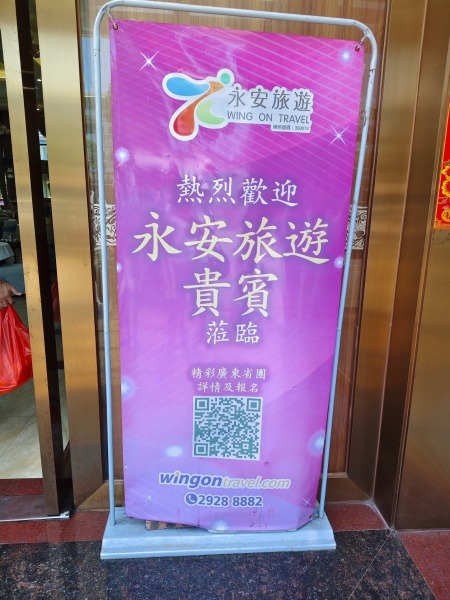 永安旅遊
WING ON TRAVEL
熱烈歡迎
永安旅遊
貴賓
蒞臨
精彩廣東省團
詳情及報名
wingontravel.com
2928 8882